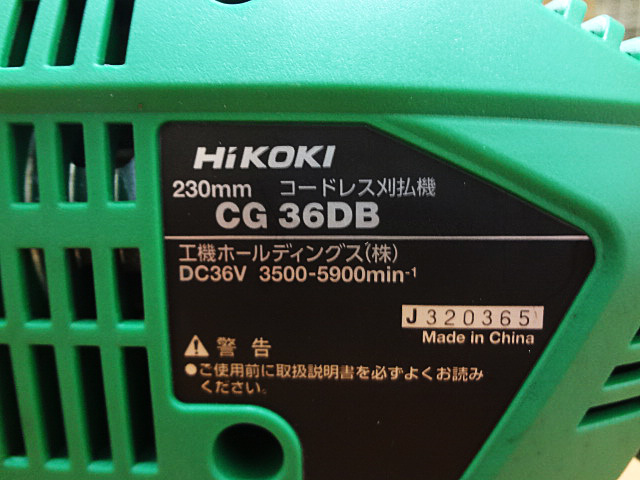 HiKOKI
230mm コードレス刈払機
CG 36DB
工機ホールディングス(株)
DC36V 3500-5900min-1
J320365
Made in China
警告
●ご使用前に取扱説明書を必ずよくお読み
ください。